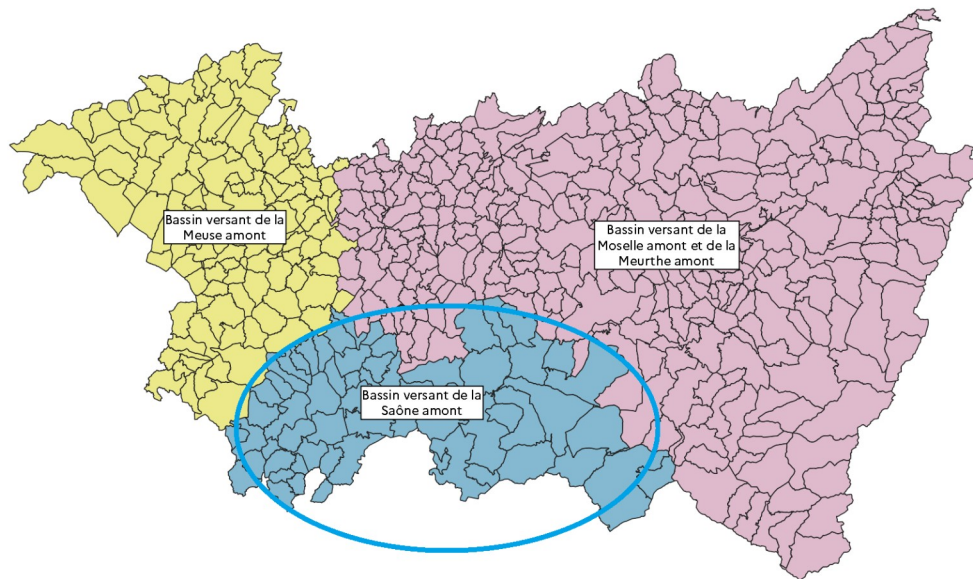 Bassin versant de la
Meuse amont
Bassin versant de la
Moselle amont et de la
Meurthe amont
Bassin versant de la
Saône amont